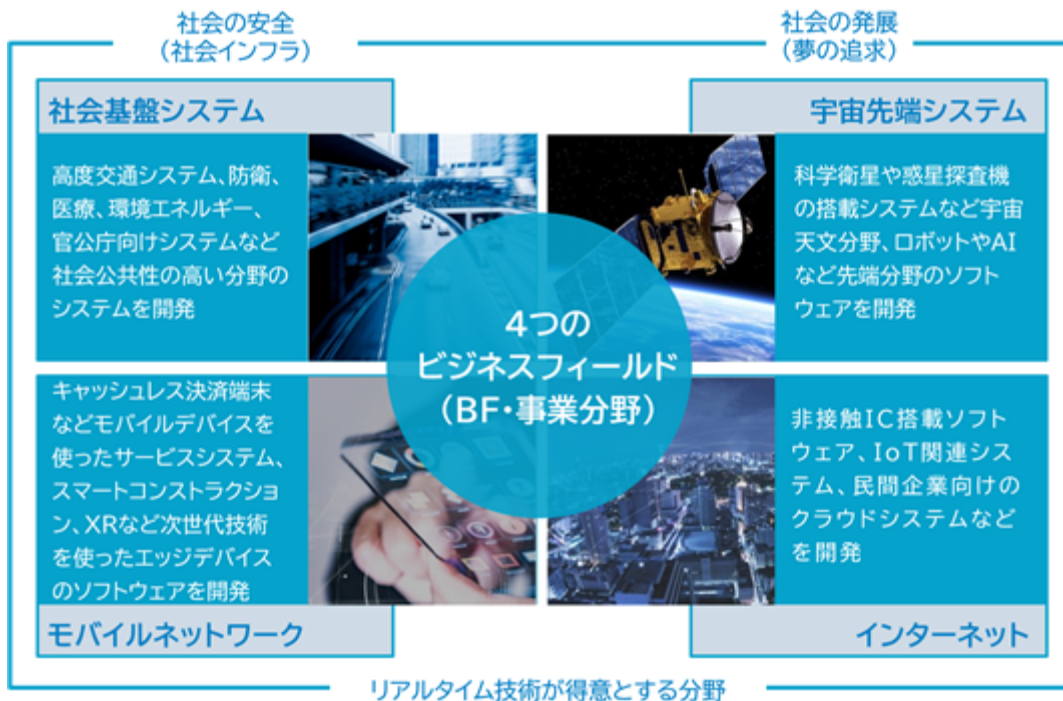 社会の安全
（社会インフラ）
社会の発展
（夢の追求）
社会基盤システム
高度交通システム、防衛、
医療、環境エネルギー、
官公庁向けシステムなど
社会公共性の高い分野の
システムを開発
宇宙先端システム
科学衛星や惑星探査機
の搭載システムなど宇宙
天文分野、ロボットやAI
など先端分野のソフト
ウェアを開発
4つの
ビジネスフィールド
（BF・事業分野）
キャッシュレス決済端末
などモバイルデバイスを
使ったサービスシステム、
スマートコンストラクショ
ン、XRなど次世代技術
を使ったエッジデバイス
のソフトウェアを開発
モバイルネットワーク
非接触IC搭載ソフト
ウェア、IoT関連シス
テム、民間企業向けの
クラウドシステムなど
を開発
インターネット
リアルタイム技術が得意とする分野